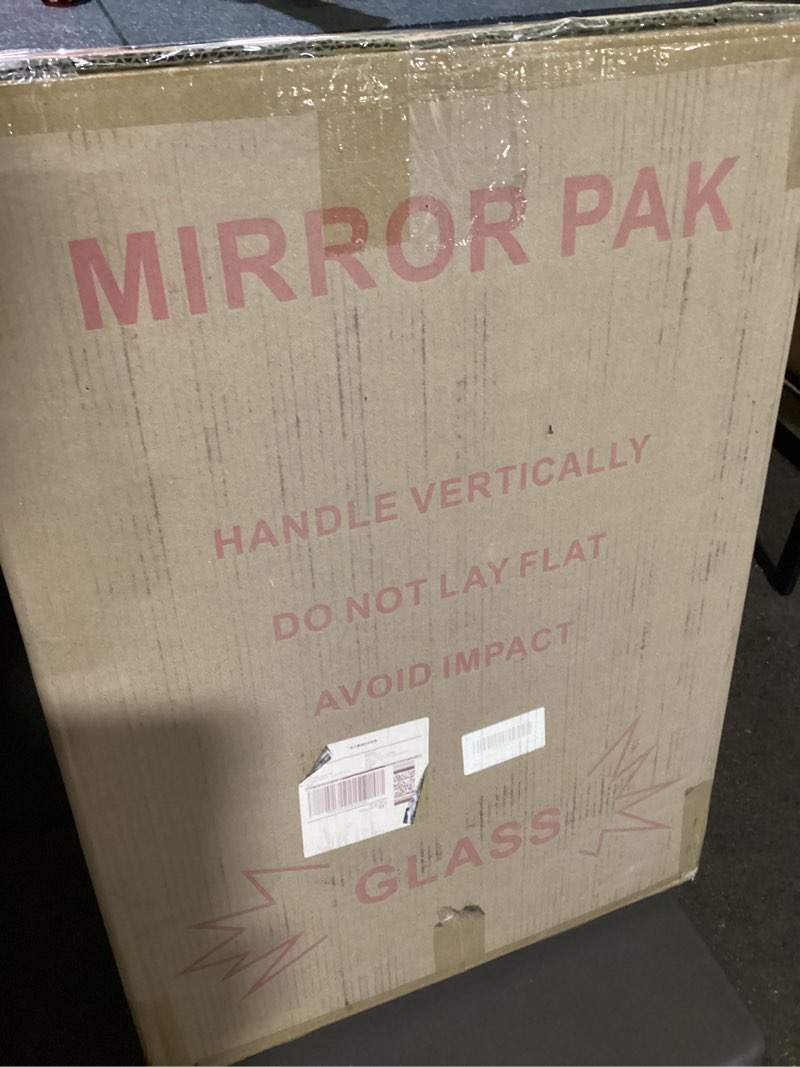 MIRROR PAK
HANDLE VERTICALLY
DO NOT LAY FLAT
AVOID IMPACT
GLASS